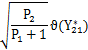 √(P₂/(P₁ + 1)) ϑ(Y₂₁*)